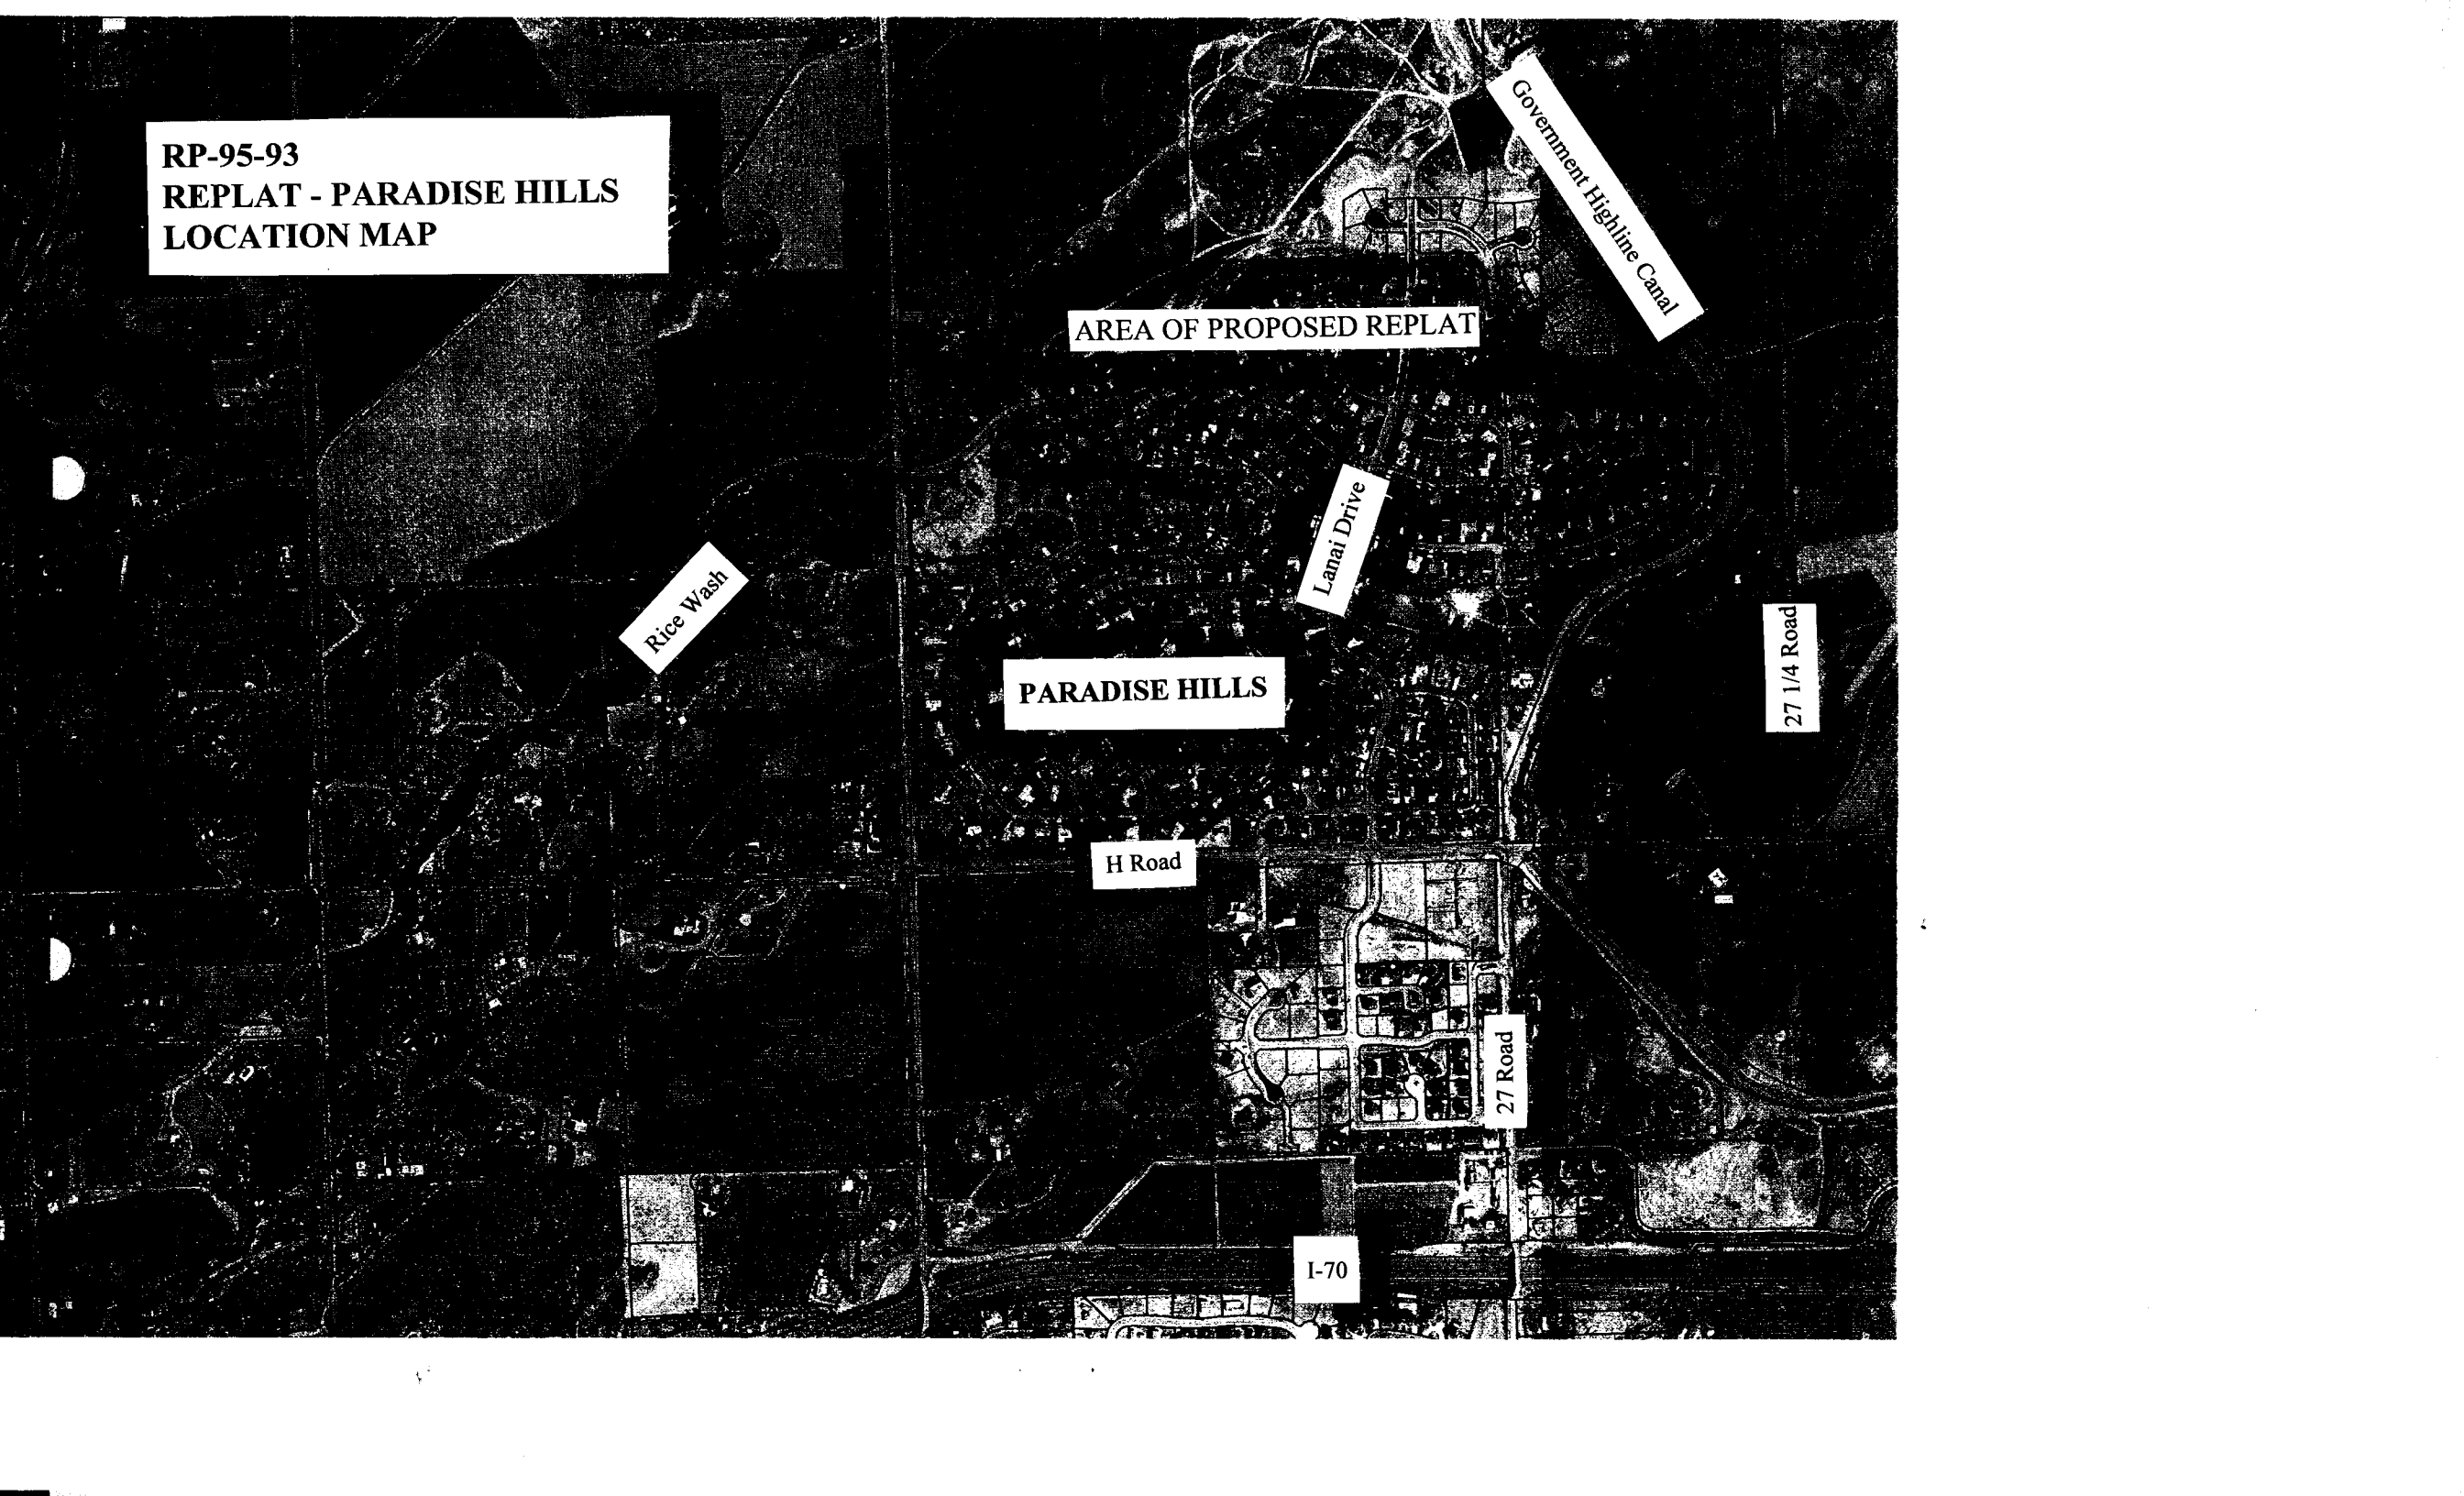 RP-95-93
REPLAT - PARADISE HILLS
LOCATION MAP
Government Highline Canal
AREA OF PROPOSED REPLAT
Lanai Drive
Rice Wash
27 1/4 Road
PARADISE HILLS
H Road
27 Road
I-70